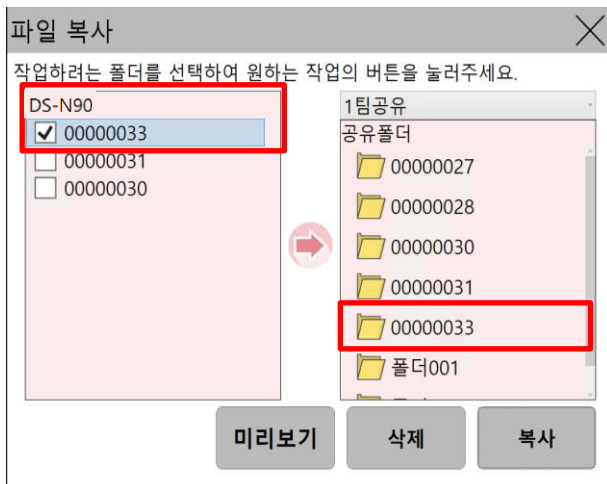 파일 복사
작업하려는 폴더를 선택하여 원하는 작업의 버튼을 눌러주세요.
DS-N90
00000033
00000031
00000030
1팀공유
공유폴더
00000027
00000028
00000030
00000031
00000033
폴더001
미리보기
삭제
복사